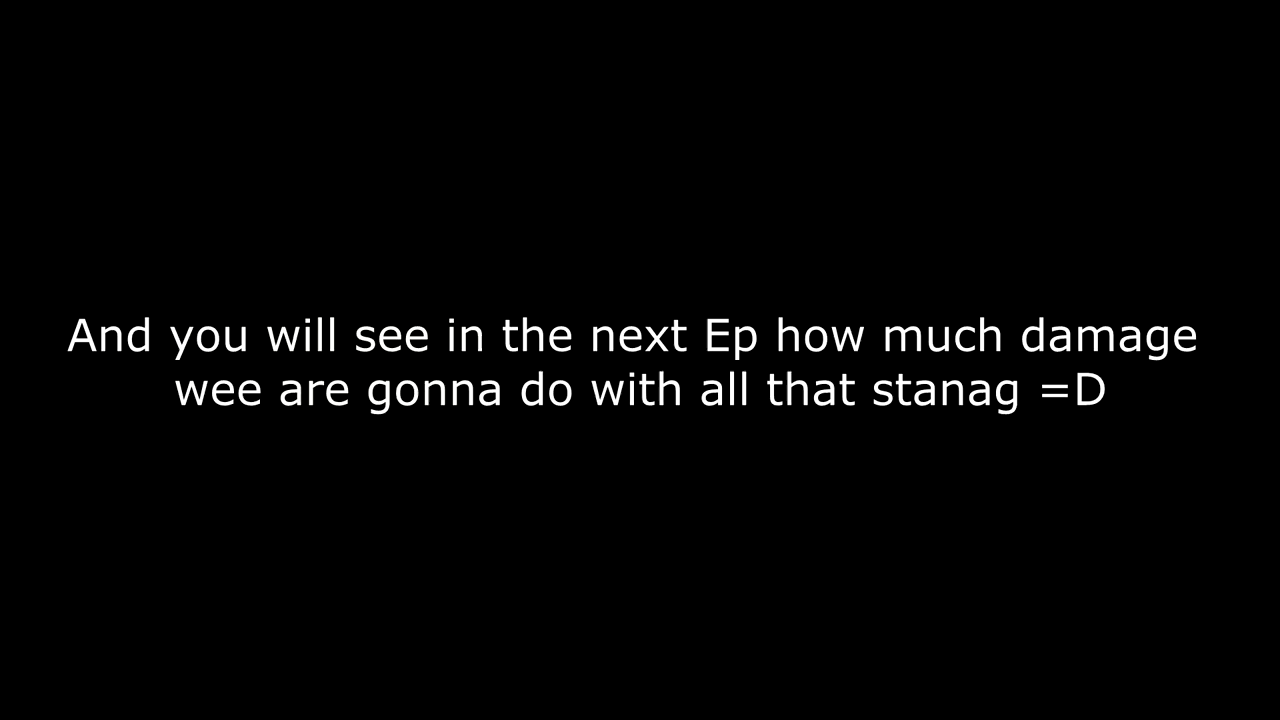 And you will see in the next Ep how much damage
wee are gonna do with all that stanag =D